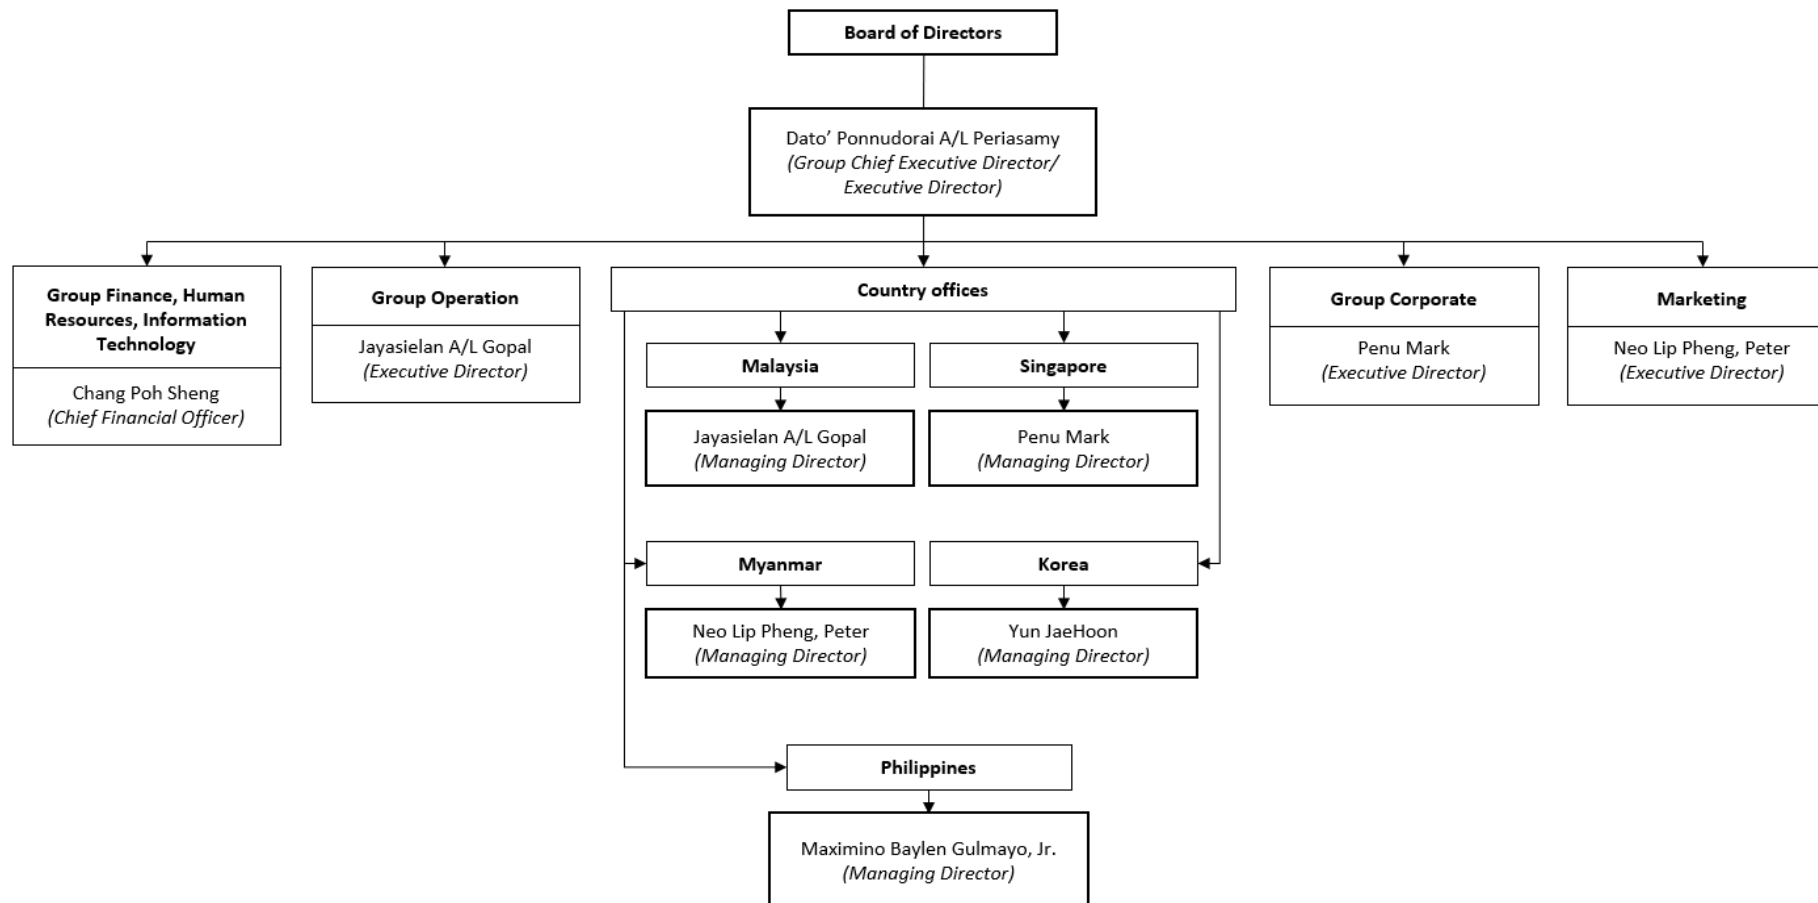 Board of Directors
Dato’ Ponnudorai A/L Periasamy
(Group Chief Executive Director/
Executive Director)
Group Finance, Human
Resources, Information
Technology
Chang Poh Sheng
(Chief Financial Officer)
Group Operation
Jayasielan A/L Gopal
(Executive Director)
Country offices
Malaysia
Jayasielan A/L Gopal
(Managing Director)
Singapore
Penu Mark
(Managing Director)
Myanmar
Neo Lip Pheng, Peter
(Managing Director)
Korea
Yun JaeHoon
(Managing Director)
Philippines
Maximino Baylen Gulmayo, Jr.
(Managing Director)
Group Corporate
Penu Mark
(Executive Director)
Marketing
Neo Lip Pheng, Peter
(Executive Director)